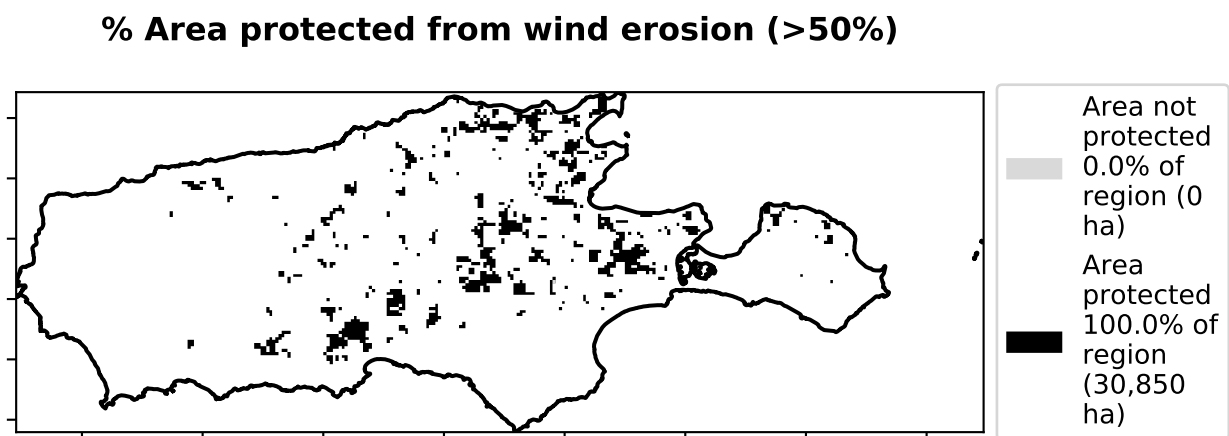 % Area protected from wind erosion (>50%)
Area not
protected
0.0% of
region (0
ha)
Area
protected
100.0% of
region
(30,850
ha)